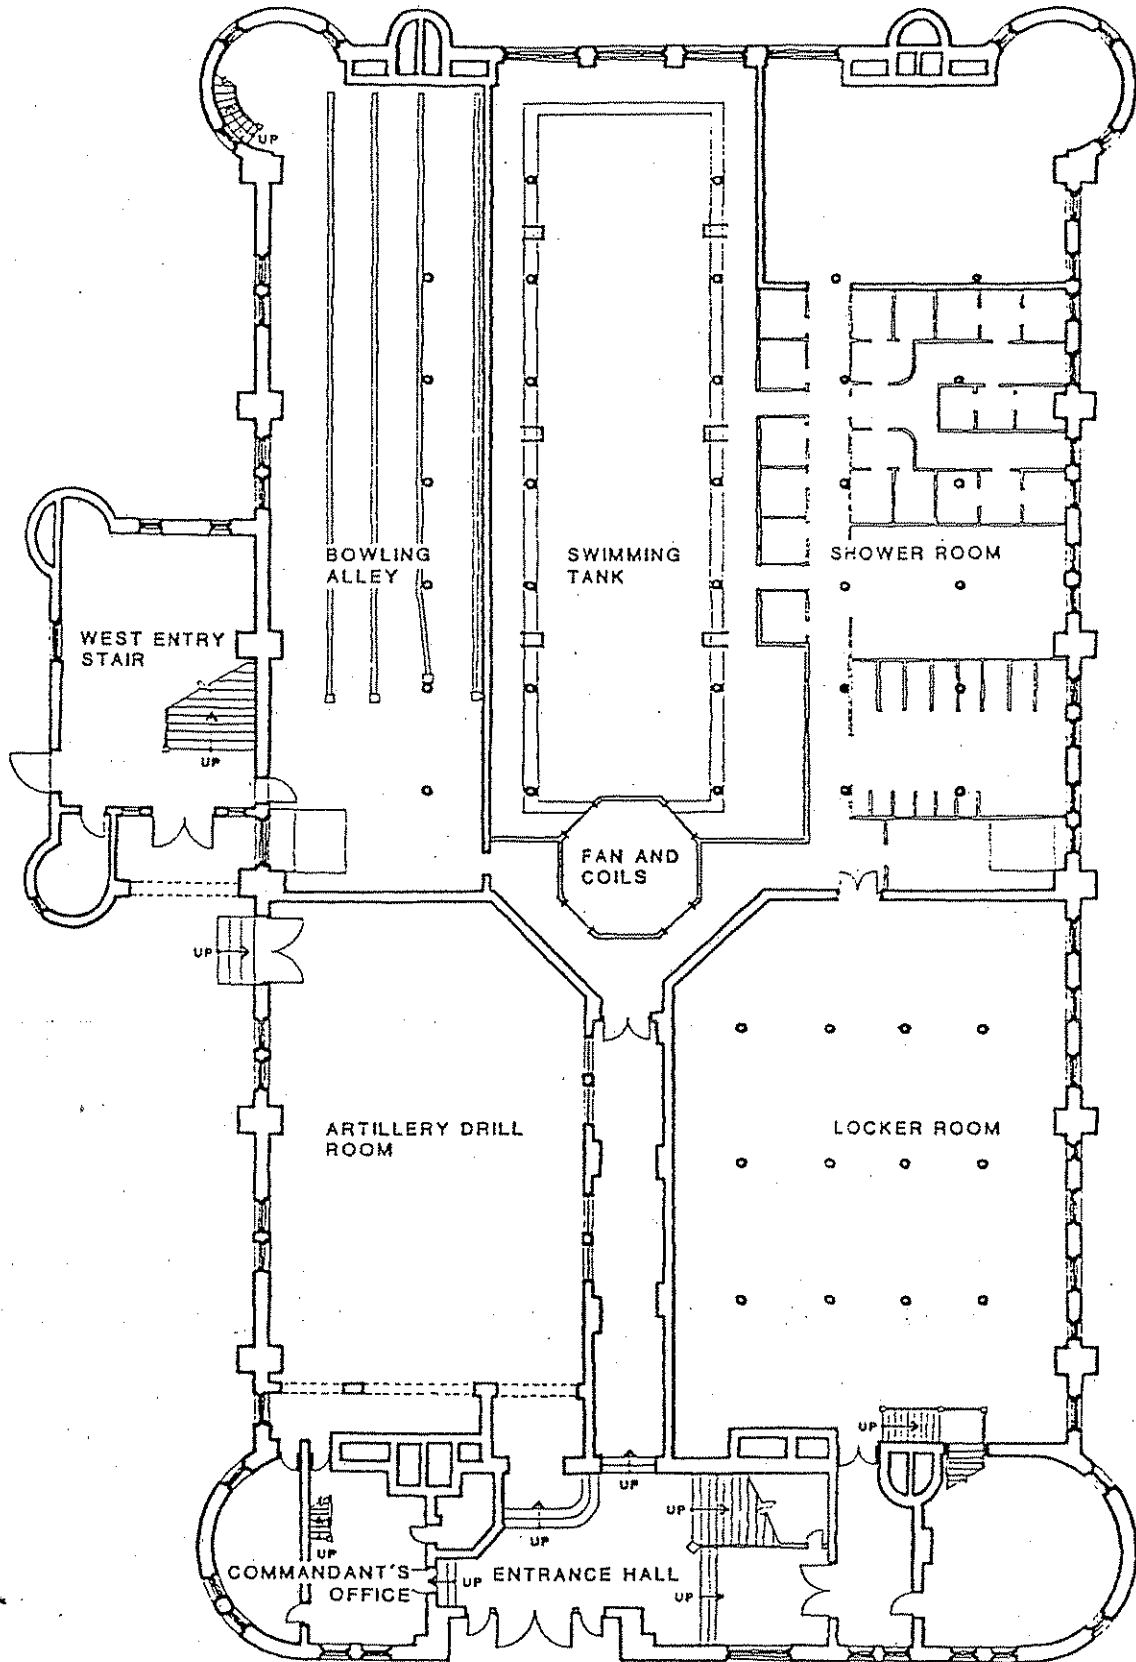 UP
BOWLING
ALLEY
SWIMMING
TANK
SHOWER ROOM
WEST ENTRY
STAIR
UP
FAN AND
COILS
UP
ARTILLERY DRILL
ROOM
LOCKER ROOM
UP
UP
UP
UP
UP
COMMANDANT'S
OFFICE
UP
ENTRANCE HALL
UP